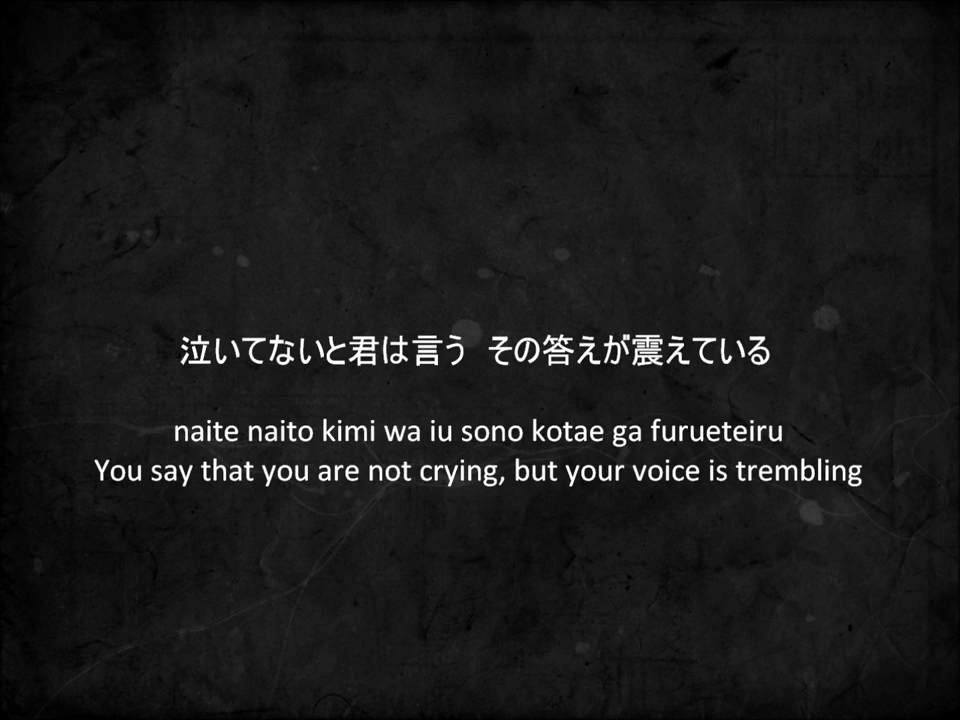 泣いてないと君は言う　その答えが震えている
naite naito kimi wa iu sono kotae ga furueteiru
You say that you are not crying, but your voice is trembling